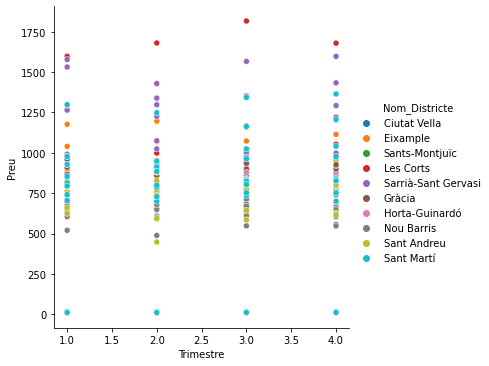 1750
1500
1250
1000
750
500
250
0
Preu
1.0 1.5 2.0 2.5 3.0 3.5 4.0
Trimestre
Nom_Districte
Ciutat Vella
Eixample
Sants-Montjuïc
Les Corts
Sarrià-Sant Gervasi
Gràcia
Horta-Guinardó
Nou Barris
Sant Andreu
Sant Martí